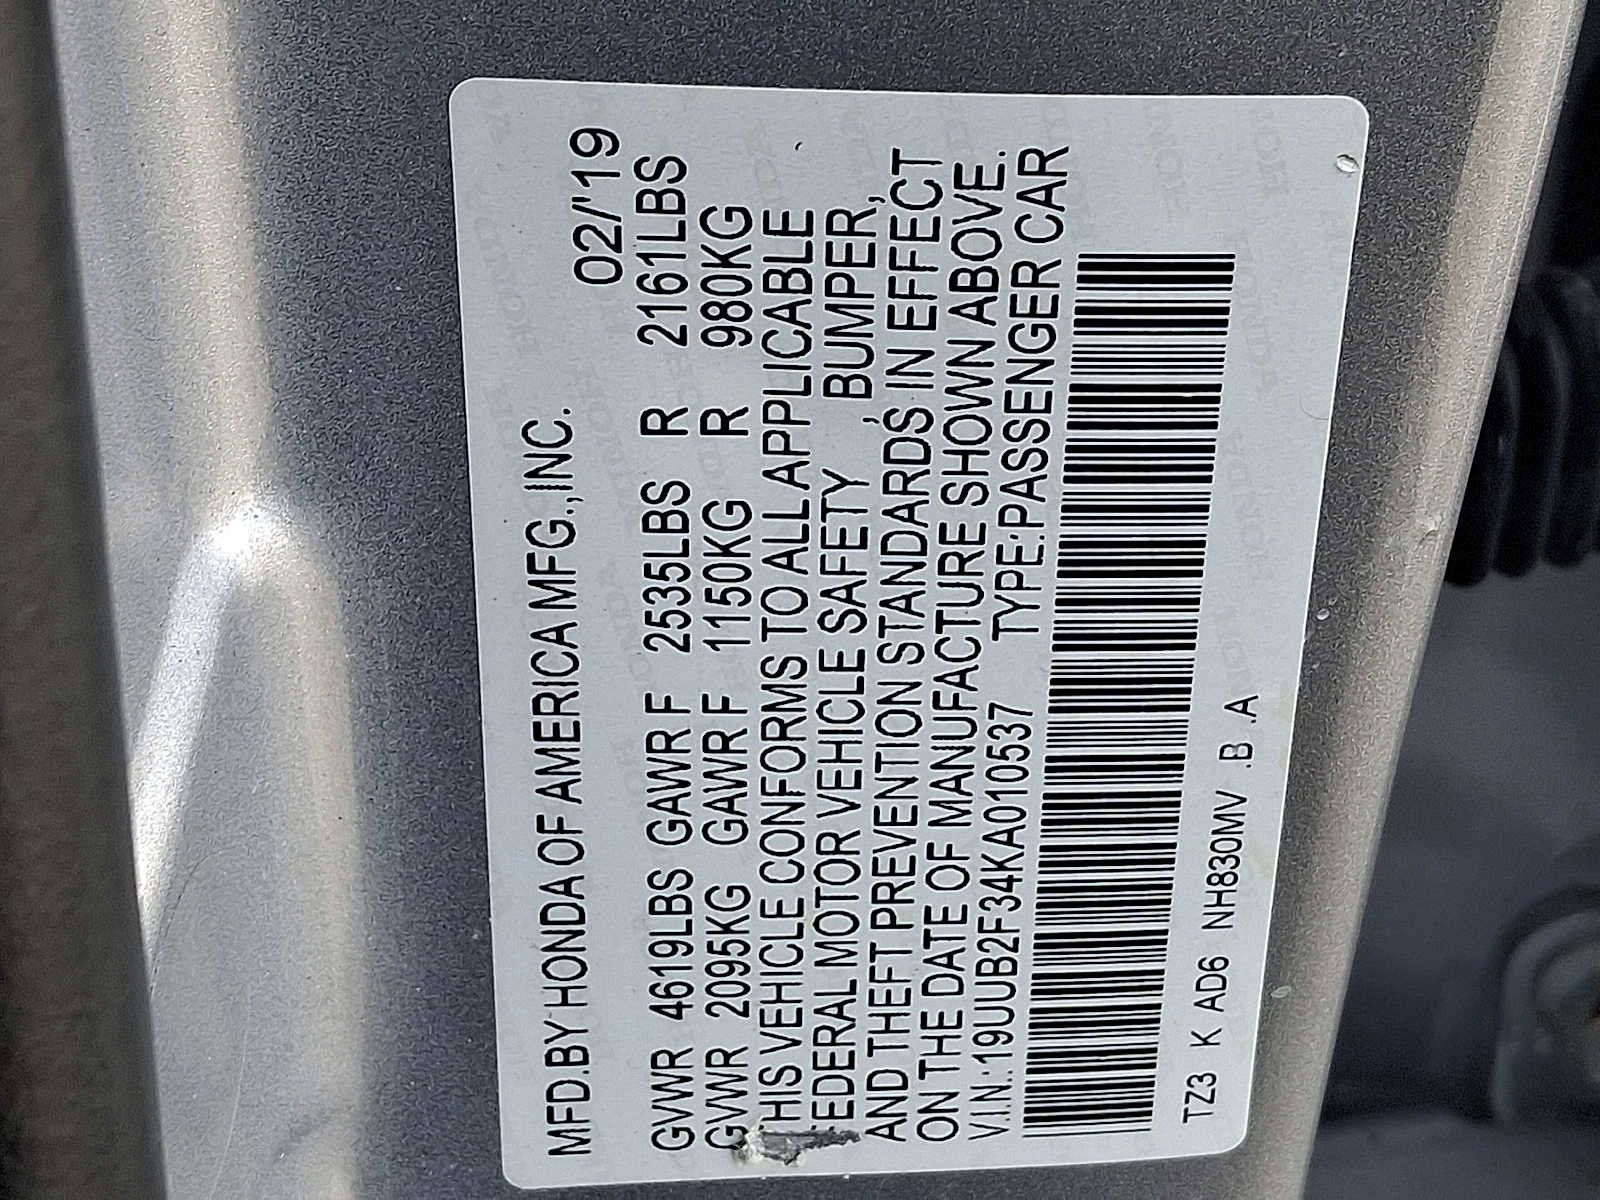 MFD.BY HONDA OF AMERICA MFG.,INC. 02/'19
GVWR 4619LBS GAWR F 2535LBS R 2161LBS
GVWR 2095KG GAWR F 1150KG R 980KG
THIS VEHICLE CONFORMS TO ALL APPLICABLE
FEDERAL MOTOR VEHICLE SAFETY , BUMPER,
AND THEFT PREVENTION STANDARDS IN EFFECT
ON THE DATE OF MANUFACTURE SHOWN ABOVE.
V.I.N.:19UUB2F34KA010537 TYPE:PASSENGER CAR
TZ3 K AD6 NH830MV .B .A